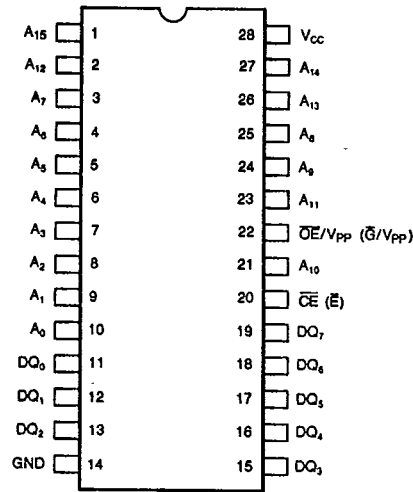 A15 1 28 VCC
A12 2 27 A14
A7 3 26 A13
A6 4 25 A8
A5 5 24 A9
A4 6 23 A11
A3 7 22 O̅E̅/VPP (G̅/VPP)
A2 8 21 A10
A1 9 20 C̅E̅ (E̅)
A0 10 19 DQ7
DQ0 11 18 DQ6
DQ1 12 17 DQ5
DQ2 13 16 DQ4
GND 14 15 DQ3